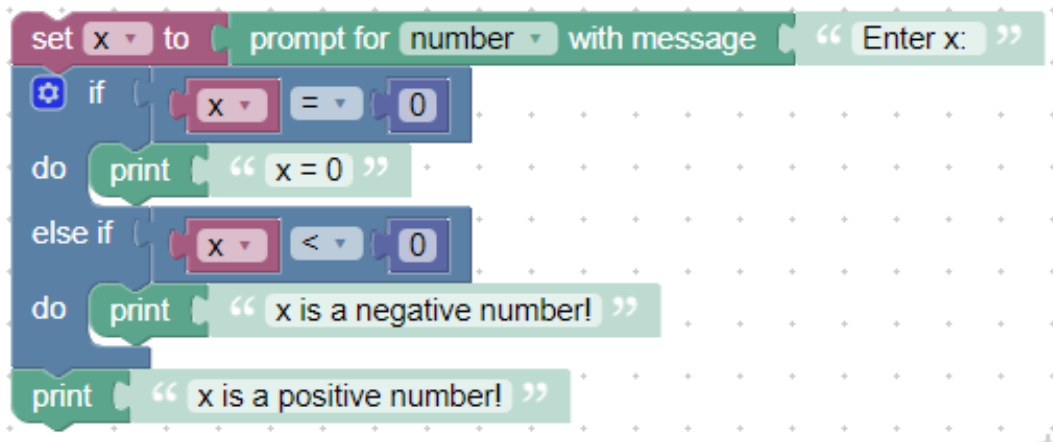 set x to prompt for number with message “ Enter x: ”
if x = 0
do print “ x = 0 ”
else if x < 0
do print “ x is a negative number! ”
print “ x is a positive number! ”